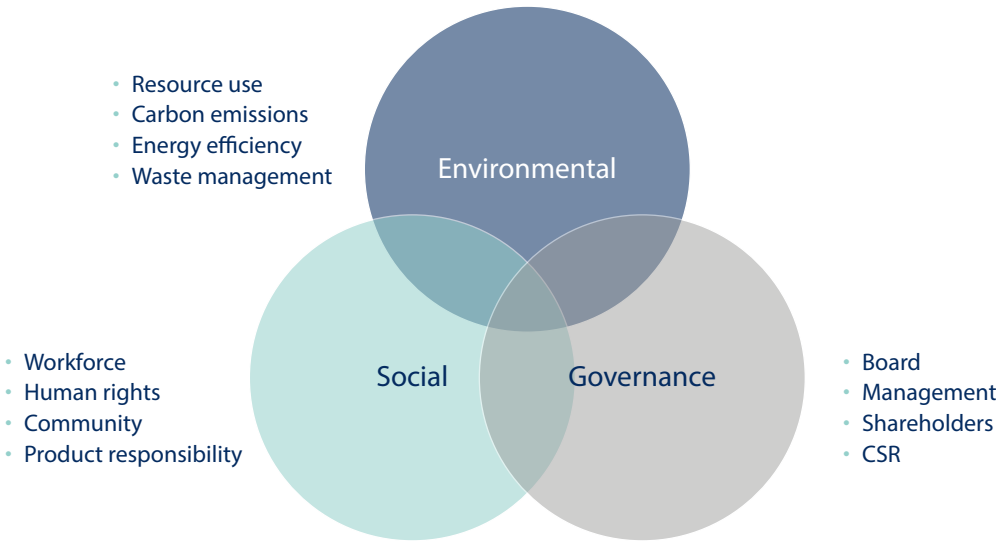 • Resource use
• Carbon emissions
• Energy efficiency
• Waste management
Environmental
• Workforce
• Human rights
• Community
• Product responsibility
Social
Governance
• Board
• Management
• Shareholders
• CSR